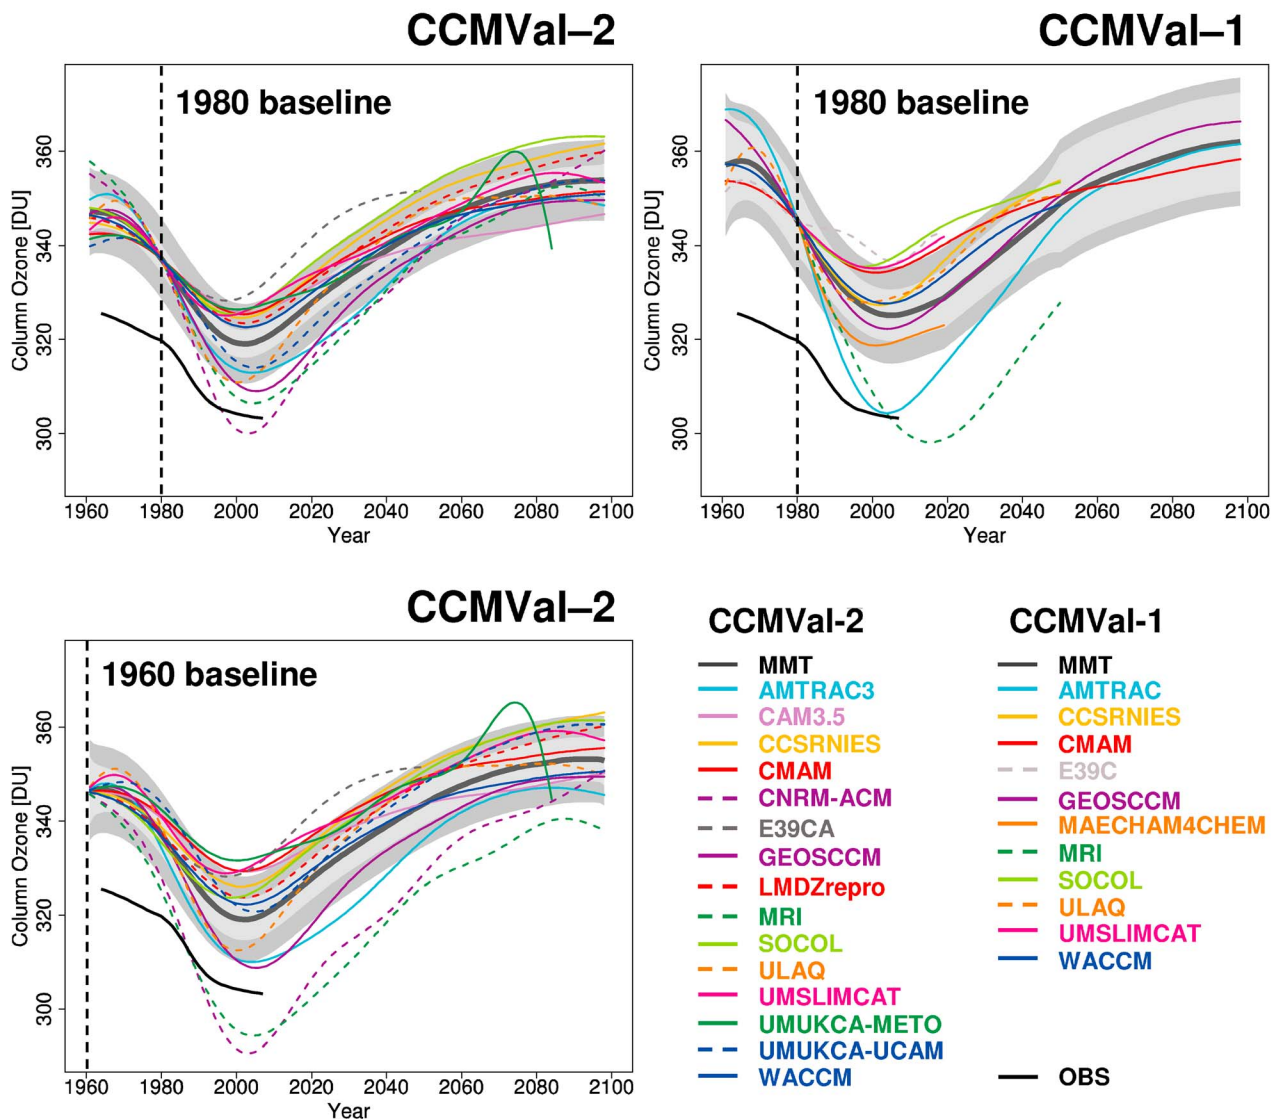 CCMVal–2
1980 baseline
Column Ozone [DU]
360
340
320
300
1960 1980 2000 2020 2040 2060 2080 2100
Year
CCMVal–1
1980 baseline
Column Ozone [DU]
360
340
320
300
1960 1980 2000 2020 2040 2060 2080 2100
Year
CCMVal–2
1960 baseline
Column Ozone [DU]
360
340
320
300
1960 1980 2000 2020 2040 2060 2080 2100
Year
CCMVal-2
MMT
AMTRAC3
CAM3.5
CCSRNIES
CMAM
CNRM-ACM
E39CA
GEOSCCM
LMDZrepro
MRI
SOCOL
ULAQ
UMSLIMCAT
UMUKCA-METO
UMUKCA-UCAM
WACCM
CCMVal-1
MMT
AMTRAC
CCSRNIES
CMAM
E39C
GEOSCCM
MAECHAM4CHEM
MRI
SOCOL
ULAQ
UMSLIMCAT
WACCM
OBS